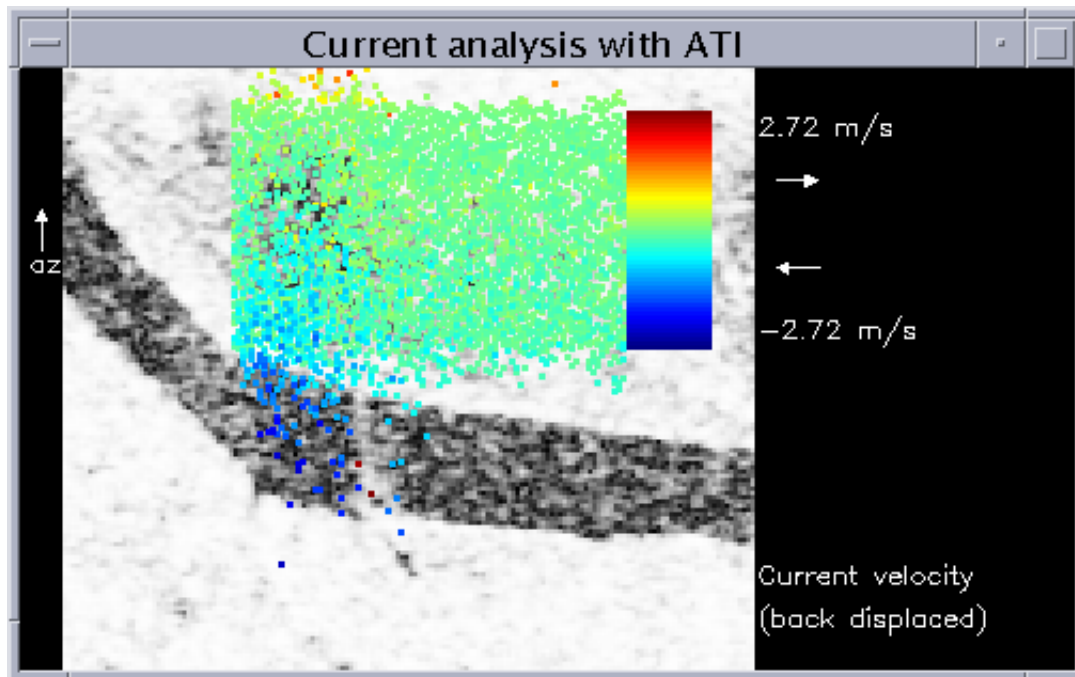 Current analysis with ATI
2.72 m/s
az
−2.72 m/s
Current velocity
(back displaced)